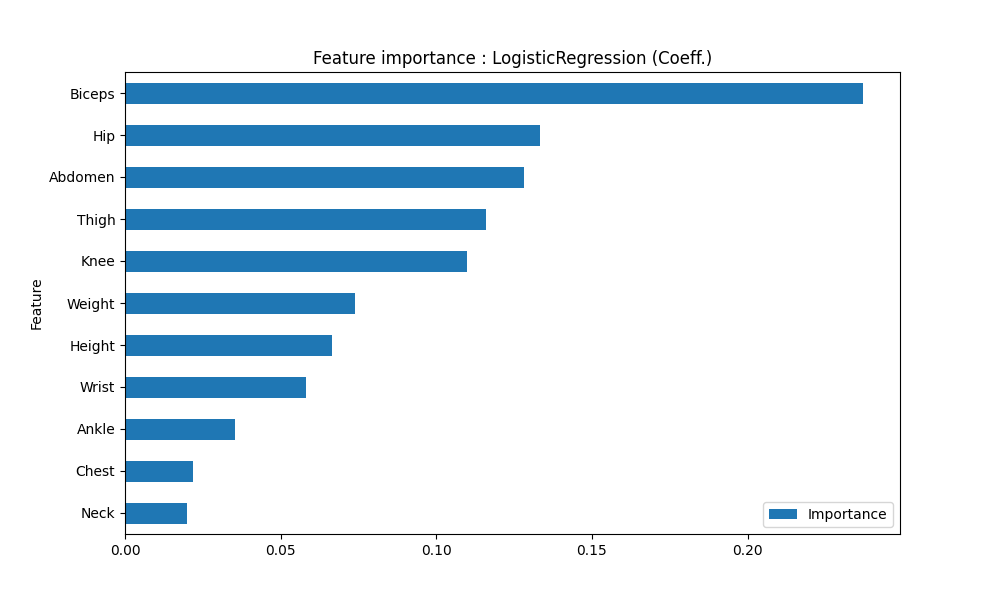 Feature importance : LogisticRegression (Coeff.)
Feature
Biceps
Hip
Abdomen
Thigh
Knee
Weight
Height
Wrist
Ankle
Chest
Neck
Importance
0.00 0.05 0.10 0.15 0.20